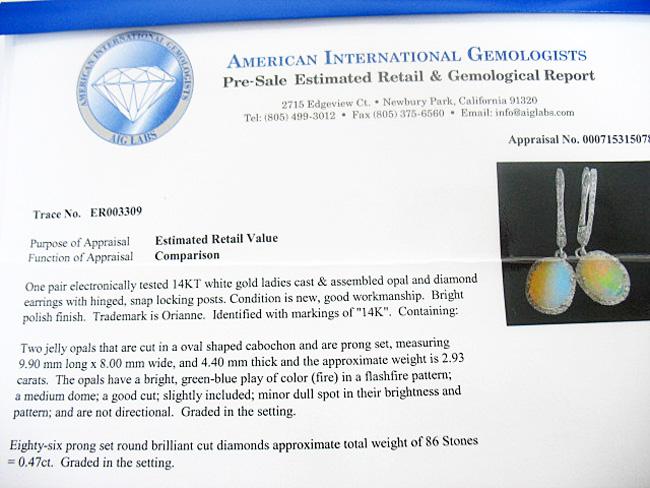 AMERICAN INTERNATIONAL GEMOLOGISTS
AIG LABS
AMERICAN INTERNATIONAL GEMOLOGISTS
Pre-Sale Estimated Retail & Gemological Report
2715 Edgeview Ct. • Newbury Park, California 91320
Tel: (805) 499-3012 • Fax (805) 375-6560 • Email: info@aiglabs.com
Appraisal No. 000715315078
Trace No. ER003309
Purpose of Appraisal Estimated Retail Value
Function of Appraisal Comparison
One pair electronically tested 14KT white gold ladies cast & assembled opal and diamond
earrings with hinged, snap locking posts. Condition is new, good workmanship. Bright
polish finish. Trademark is Orianne. Identified with markings of "14K". Containing:
Two jelly opals that are cut in a oval shaped cabochon and are prong set, measuring
9.90 mm long x 8.00 mm wide, and 4.40 mm thick and the approximate weight is 2.93
carats. The opals have a bright, green-blue play of color (fire) in a flashfire pattern;
a medium dome; a good cut; slightly included; minor dull spot in their brightness and
pattern; and are not directional. Graded in the setting.
Eighty-six prong set round brilliant cut diamonds approximate total weight of 86 Stones
= 0.47ct. Graded in the setting.